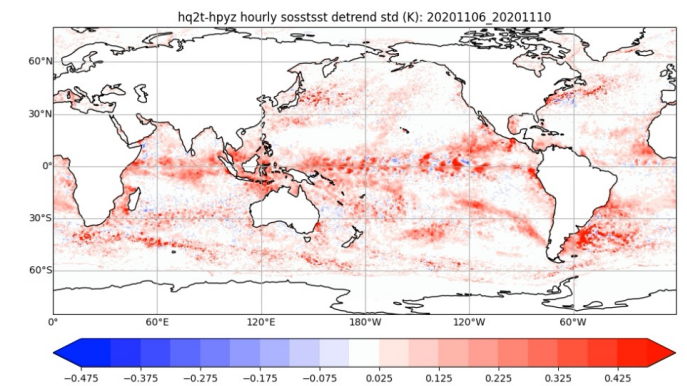 hq2t-hpyz hourly sosstsst detrend std (K): 20201106_20201110
60°N
30°N
0°
30°S
60°S
0° 60°E 120°E 180°W 120°W 60°W
−0.475 −0.375 −0.275 −0.175 −0.075 0.025 0.125 0.225 0.325 0.425